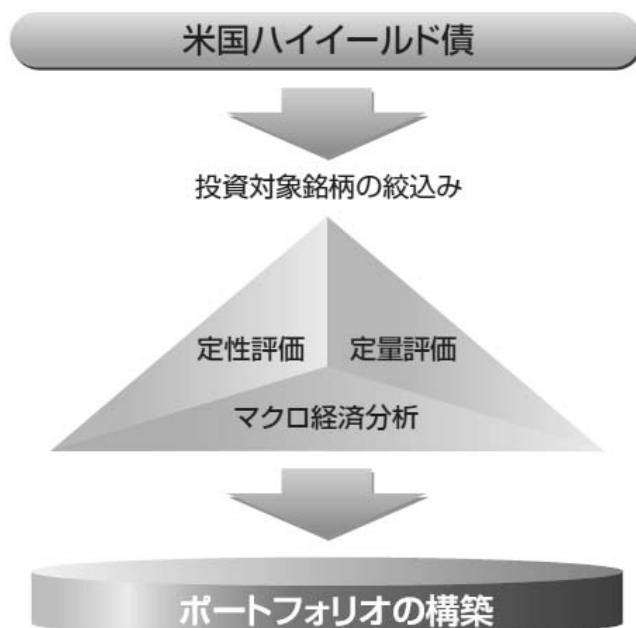 米国ハイイールド債
投資対象銘柄の絞込み
定性評価
定量評価
マクロ経済分析
ポートフォリオの構築